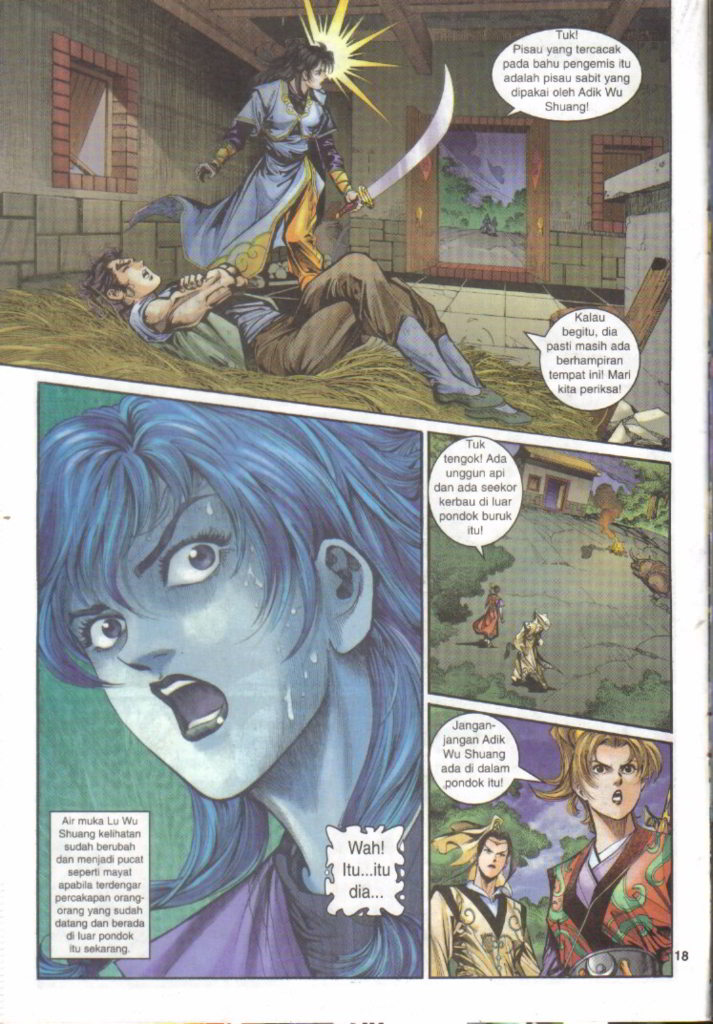 Tuk!
Pisau yang tercacak
pada bahu pengemis itu
adalah pisau sabit yang
dipakai oleh Adik Wu
Shuang!
Kalau
begitu, dia
pasti masih ada
berhampiran
tempat ini! Mari
kita periksa!
Air muka Lu Wu
Shuang kelihatan
sudah berubah
dan menjadi pucat
seperti mayat
apabila terdengar
percakapan orang-
orang yang sudah
datang dan berada
di luar pondok
itu sekarang.
Wah!
Itu...itu
dia...
Tuk
tengok! Ada
unggun api
dan ada seekor
kerbau di luar
pondok buruk
itu!
Jangan-
jangan Adik
Wu Shuang
ada di dalam
pondok itu!
18